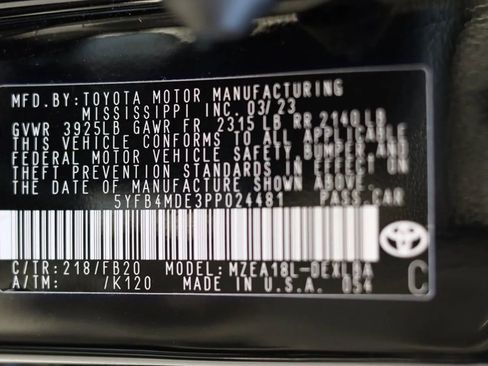 MFD.BY:TOYOTA MOTOR MANUFACTURING
MISSISSIPPI INC. 03/23
GVWR 3925LB GAWR FR 2315 LB RR 2140 LB
THIS VEHICLE CONFORMS TO ALL APPLICABLE
FEDERAL MOTOR VEHICLE SAFETY, BUMPER AND
THEFT PREVENTION STANDARDS IN EFFECT ON
THE DATE OF MANUFACTURE SHOWN ABOVE.
5YFB4MDE3PP024481 PASS.CAR
C/TR:218/FB20 MODEL:MZEA18L-DEXLBA
A/TM: /K120 MADE IN U.S.A. 054
C